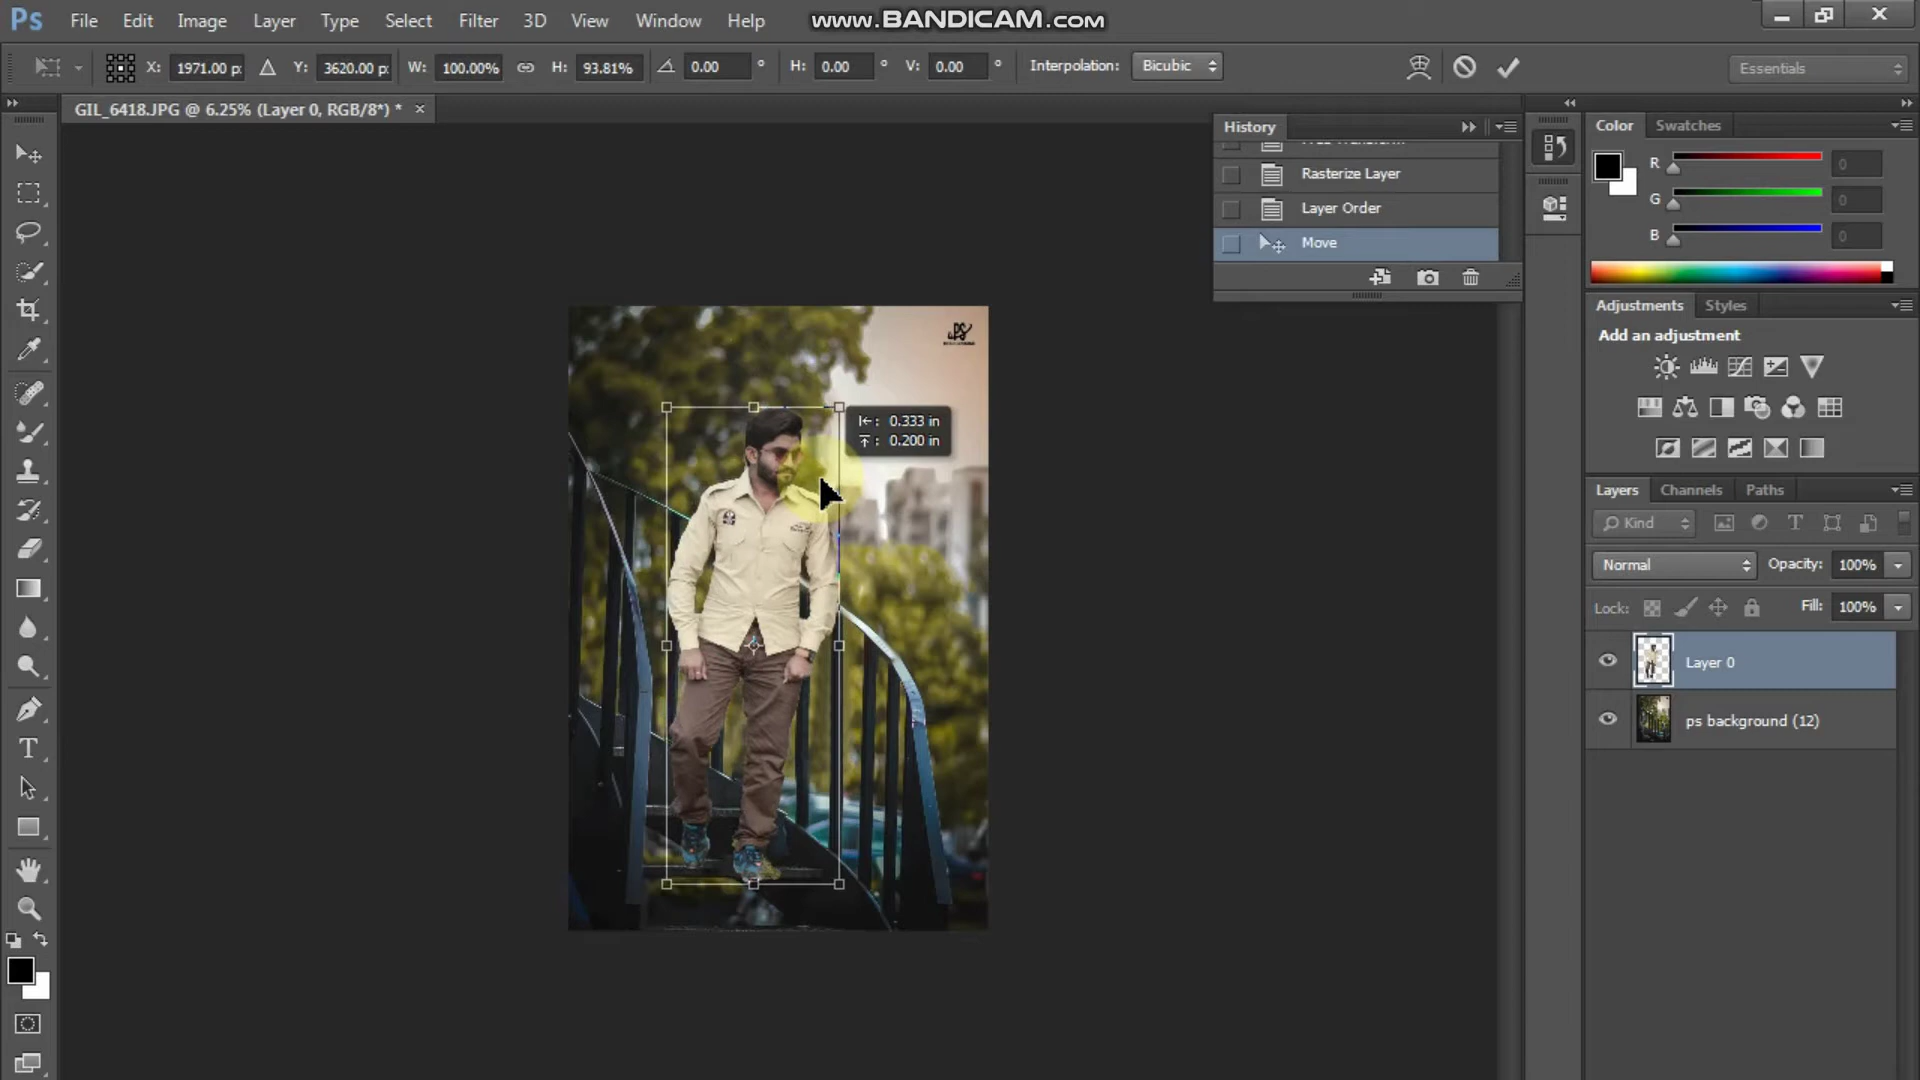 Ps File Edit Image Layer Type Select Filter 3D View Window Help
www.BANDICAM.com
X: 1971.00 p: Y: 3620.00 p: W: 100.00% H: 93.81% 0.00 ° H: 0.00 ° V: 0.00 ° Interpolation: Bicubic
Essentials
GIL_6418.JPG @ 6.25% (Layer 0, RGB/8*) * ×
History
Rasterize Layer
Layer Order
Move
Color Swatches
R 0
G 0
B 0
Adjustments Styles
Add an adjustment
Layers Channels Paths
Kind
Normal Opacity: 100%
Lock: Fill: 100%
Layer 0
ps background (12)
: 0.333 in
: 0.200 in